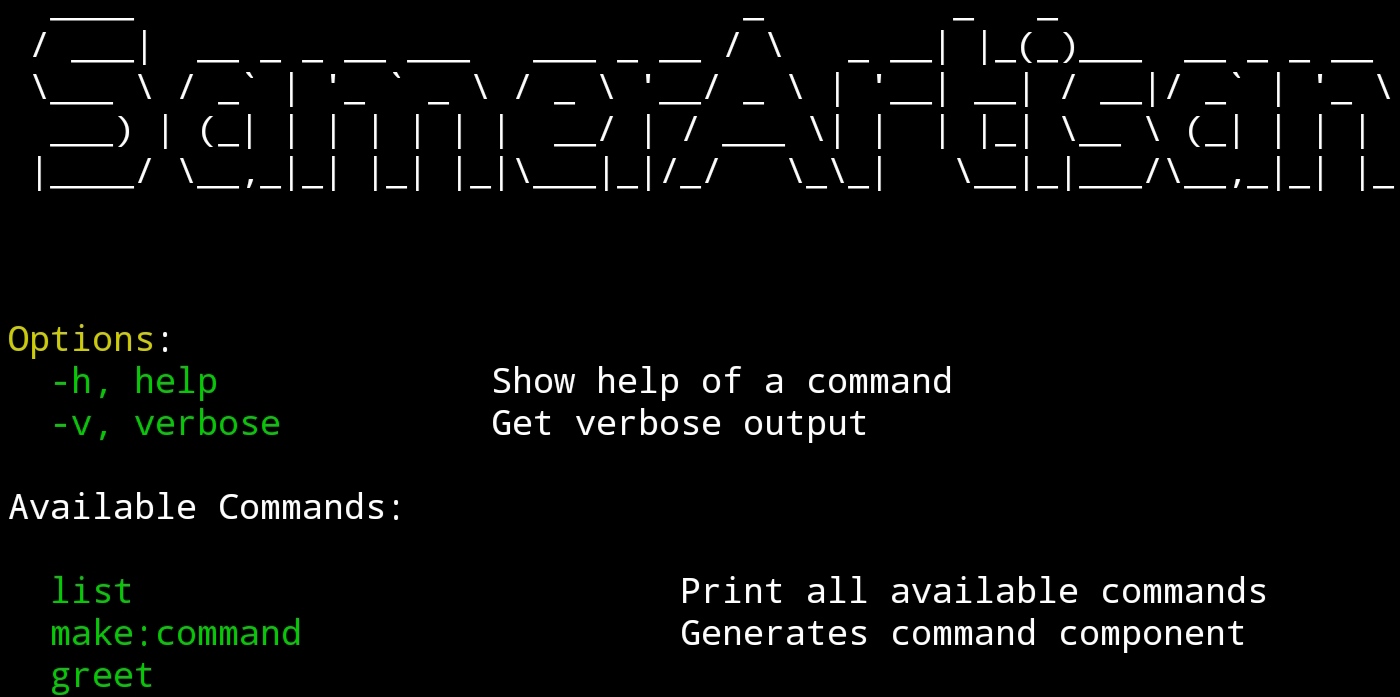 SamerArtisan
Options:
-h, help Show help of a command
-v, verbose Get verbose output
Available Commands:
list Print all available commands
make:command Generates command component
greet